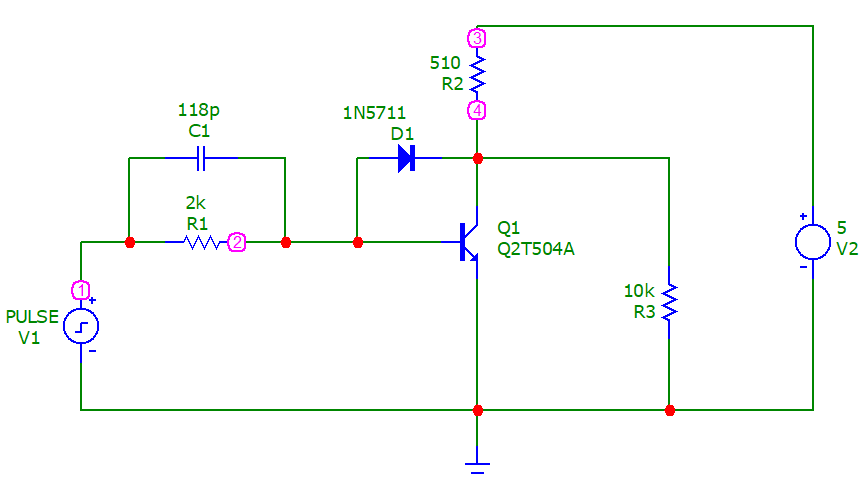 3
510
R2
4
118p
C1
1N5711
D1
2k
R1
2
Q1
Q2T504A
5
V2
1
PULSE
V1
10k
R3